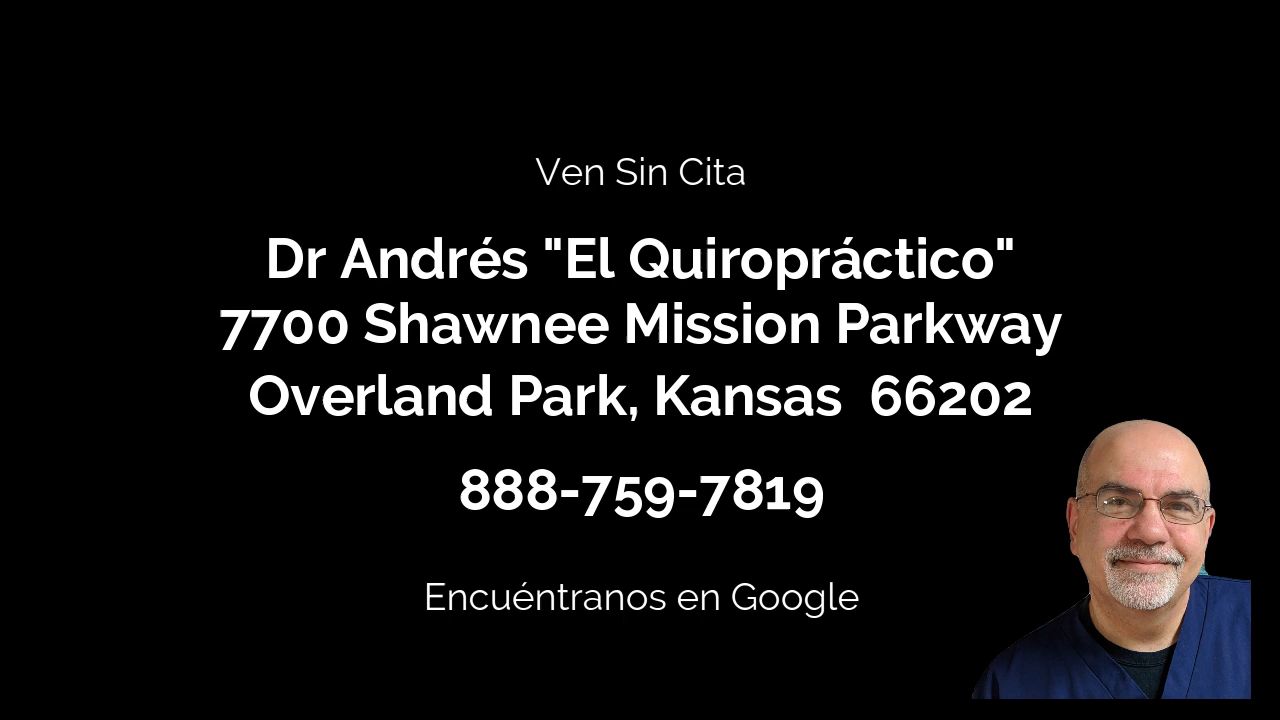 Ven Sin Cita
Dr Andrés "El Quiropráctico"
7700 Shawnee Mission Parkway
Overland Park, Kansas  66202
888-759-7819
Encuéntranos en Google